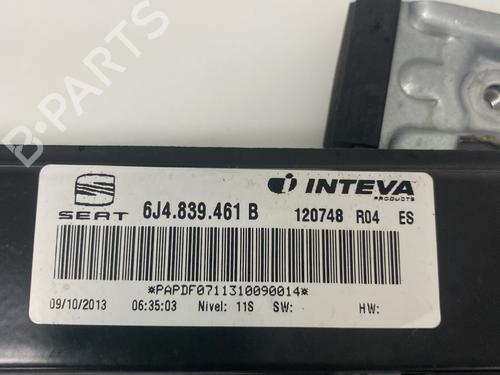 B-PARTS
SEAT
6J4.839.461 B
INTEVA
PRODUCTS
120748 R04 ES
*PAPDF0711310090014*
09/10/2013 06:35:03 Nivel: 11S SW: HW: